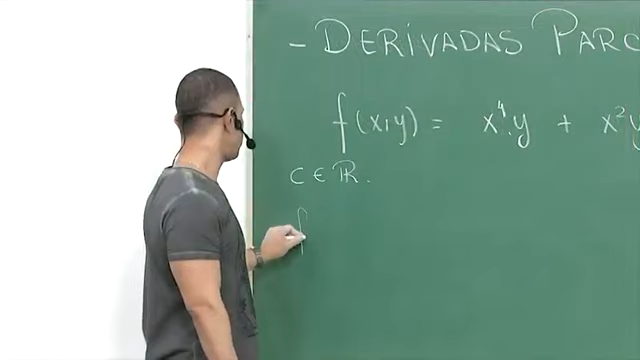 - DERIVADAS PARC
f(x,y) = x⁴.y + x²y
C ∈ ℝ.
f